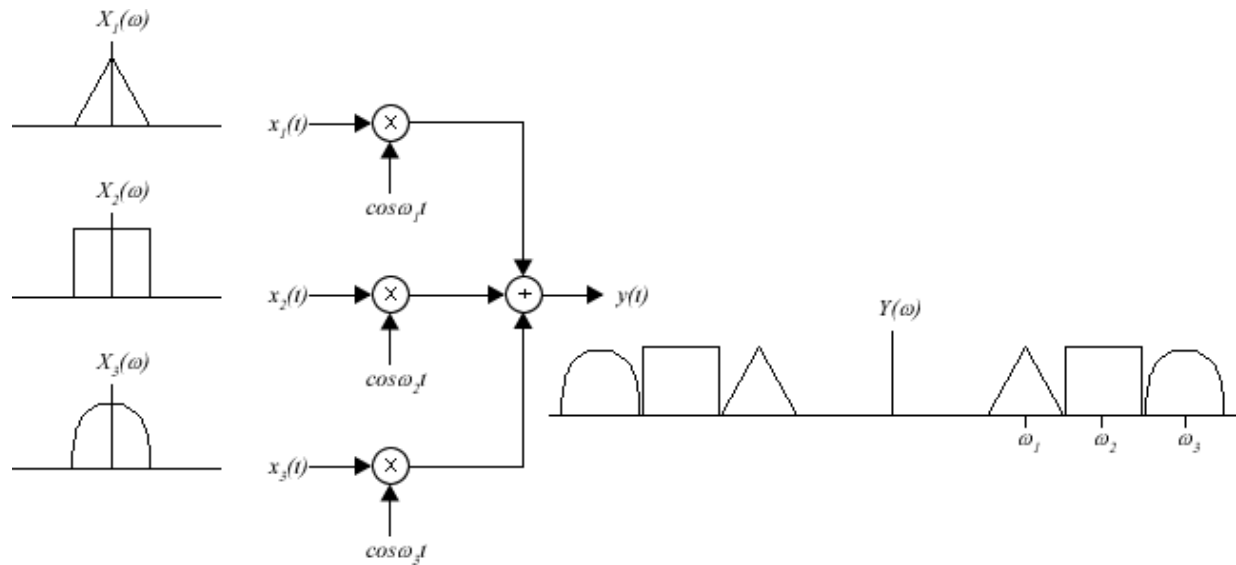 X₁(ω)
x₁(t)
×
cosω₁t
X₂(ω)
x₂(t)
×
+
y(t)
cosω₂t
Y(ω)
X₃(ω)
x₃(t)
×
cosω₃t
ω₁
ω₂
ω₃